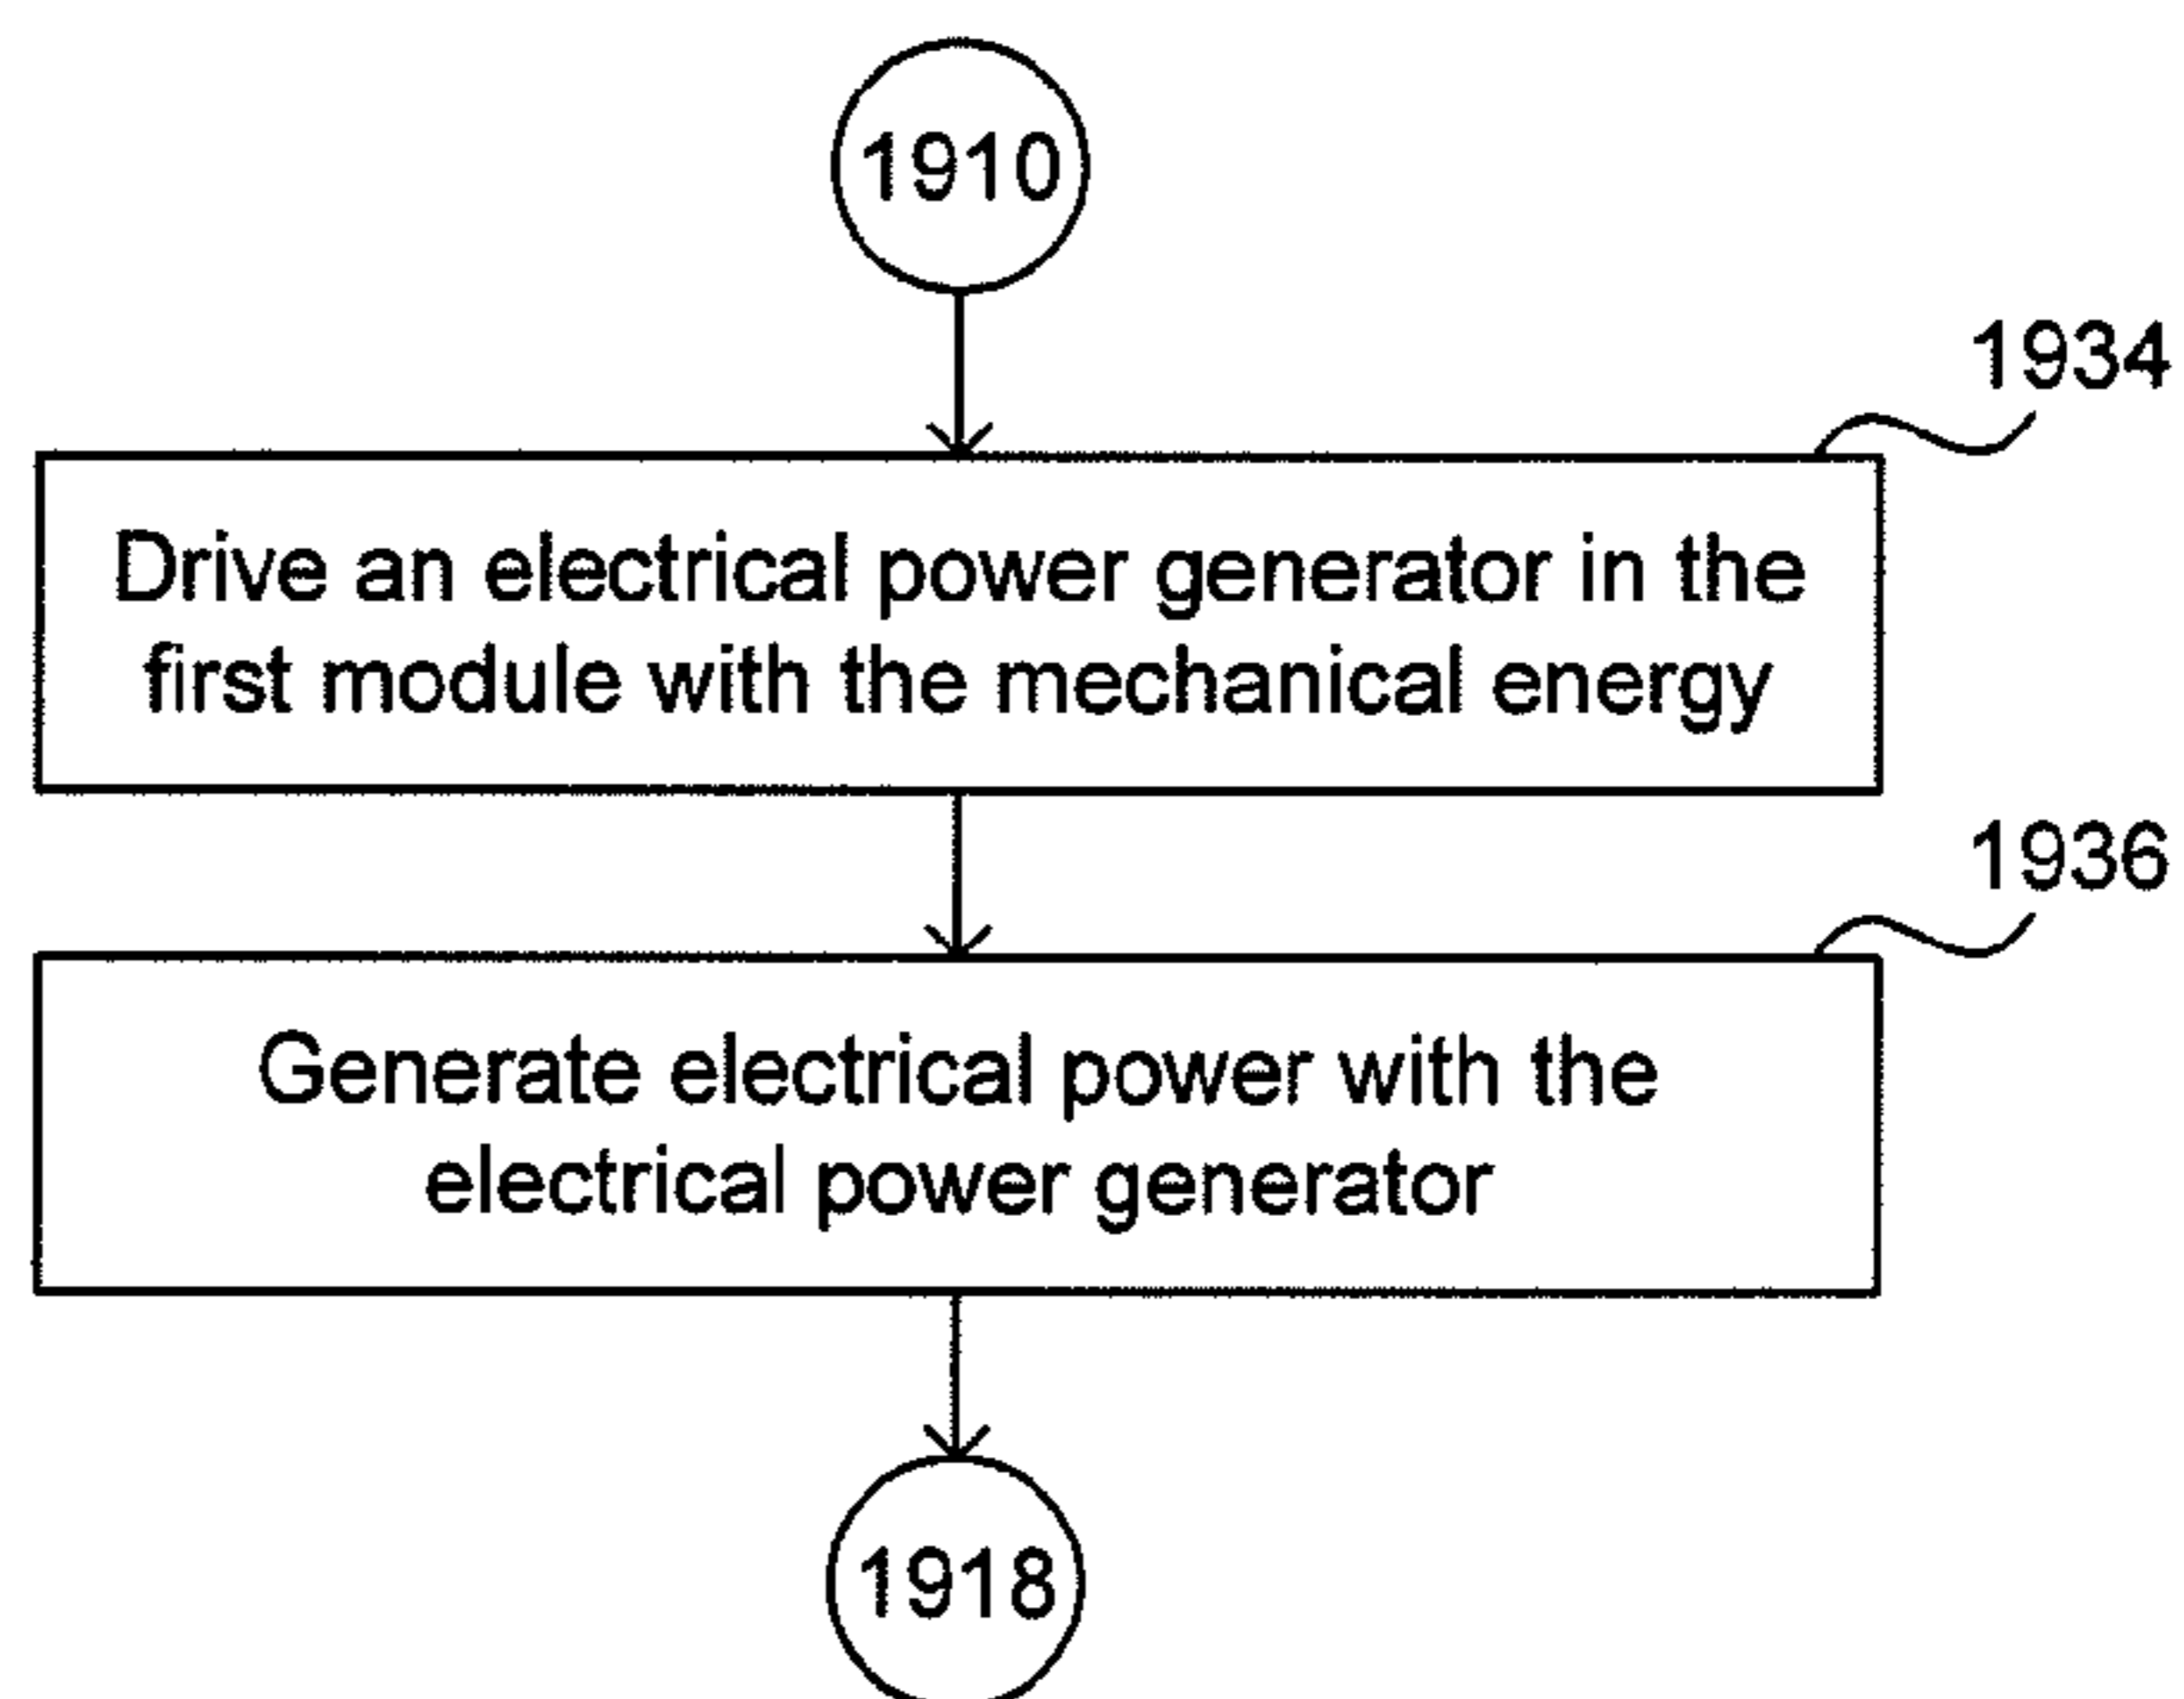 1910
1934
Drive an electrical power generator in the
first module with the mechanical energy
1936
Generate electrical power with the
electrical power generator
1918